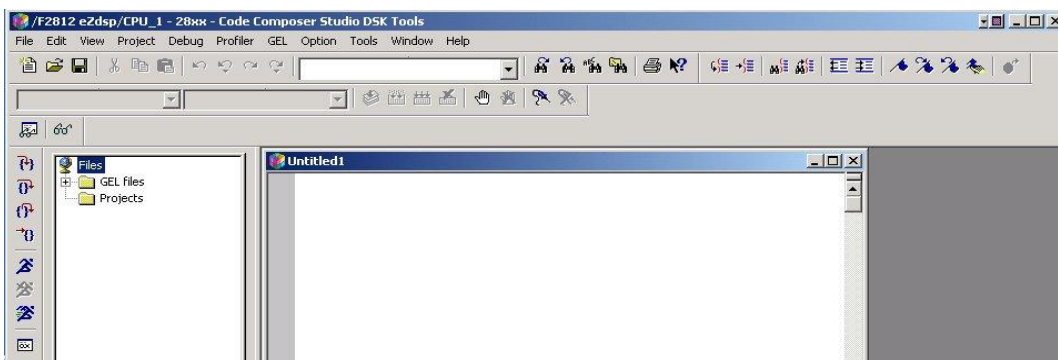 /F2812 eZdsp/CPU_1 - 28xx - Code Composer Studio DSK Tools
File Edit View Project Debug Profiler GEL Option Tools Window Help
Files
GEL files
Projects
Untitled1